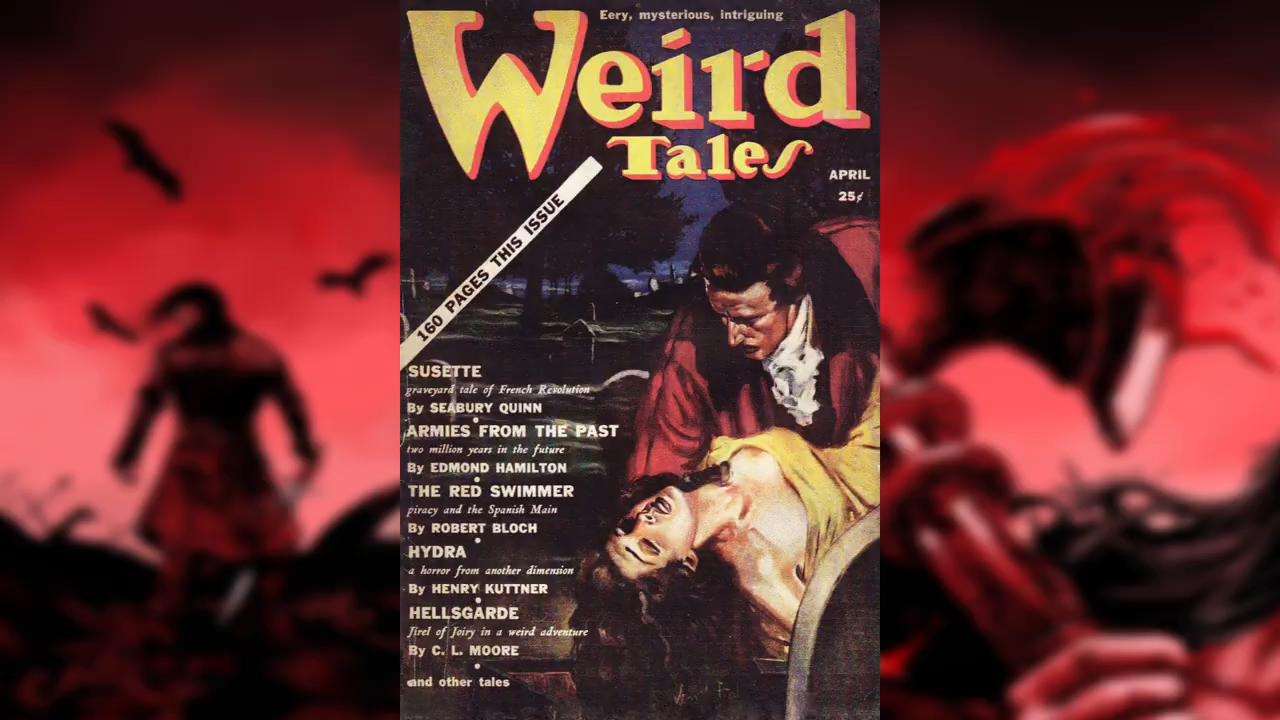 Eery, mysterious, intriguing
Weird
Tales
APRIL
25¢
160 PAGES THIS ISSUE
SUSETTE
graveyard tale of French Revolution
By SEABURY QUINN
ARMIES FROM THE PAST
two million years in the future
By EDMOND HAMILTON
THE RED SWIMMER
piracy and the Spanish Main
By ROBERT BLOCH
HYDRA
a horror from another dimension
By HENRY KUTTNER
HELLSGARDE
Jirel of Joiry in a weird adventure
By C. L. MOORE
and other tales